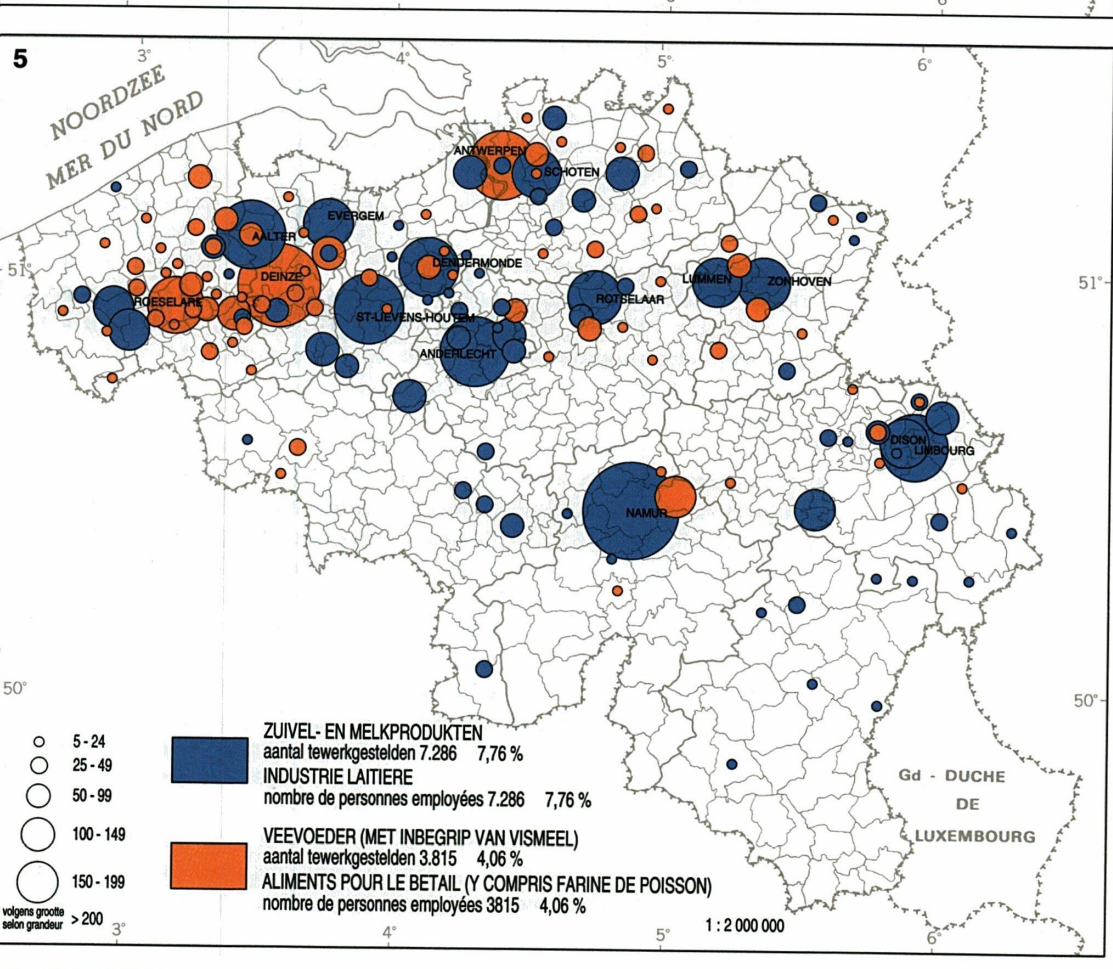 6
5
3°
4°
5°
6°
NOORDZEE
MER DU NORD
ANTWERPEN
SCHOTEN
EVERGEM
AALTER
DENDERMONDE
51°
DEINZE
LUMMEN
ZONHOVEN
51°
ROESELARE
ROTSELAAR
ST-LIEVENS-HOUTEM
ANDERLECHT
DISON
LIMBOURG
NAMUR
50°
50°
5 - 24
25 - 49
50 - 99
100 - 149
150 - 199
volgens grootte
selon grandeur
> 200
ZUIVEL- EN MELKPRODUKTEN
aantal tewerkgestelden 7.286 7,76 %
INDUSTRIE LAITIERE
nombre de personnes employées 7.286 7,76 %
VEEVOEDER (MET INBEGRIP VAN VISMEEL)
aantal tewerkgestelden 3.815 4,06 %
ALIMENTS POUR LE BETAIL (Y COMPRIS FARINE DE POISSON)
nombre de personnes employées 3815 4,06 %
Gd - DUCHE
DE
LUXEMBOURG
1 : 2 000 000
3°
4°
5°
6°